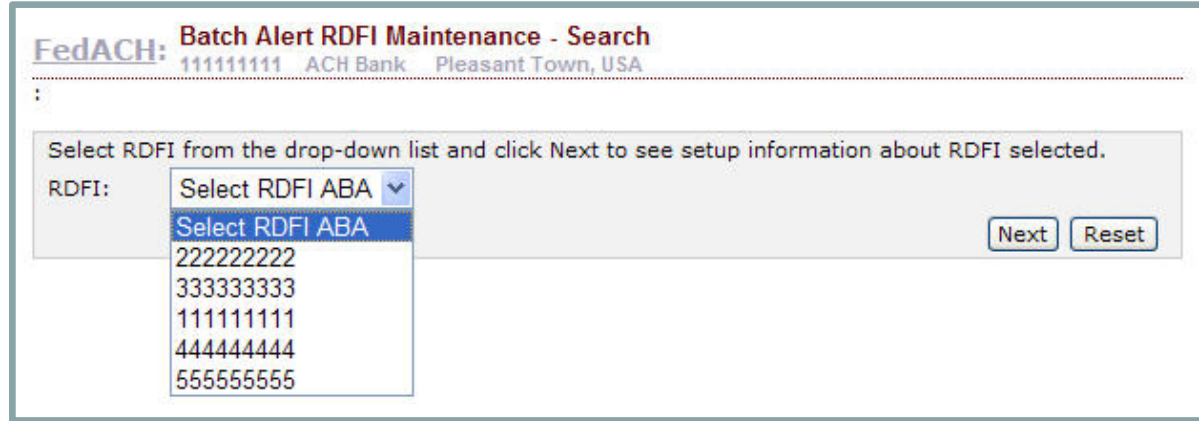 FedACH: Batch Alert RDFI Maintenance - Search
111111111 ACH Bank Pleasant Town, USA
:
Select RDFI from the drop-down list and click Next to see setup information about RDFI selected.
RDFI: Select RDFI ABA
Select RDFI ABA
Next Reset
222222222
333333333
111111111
444444444
555555555